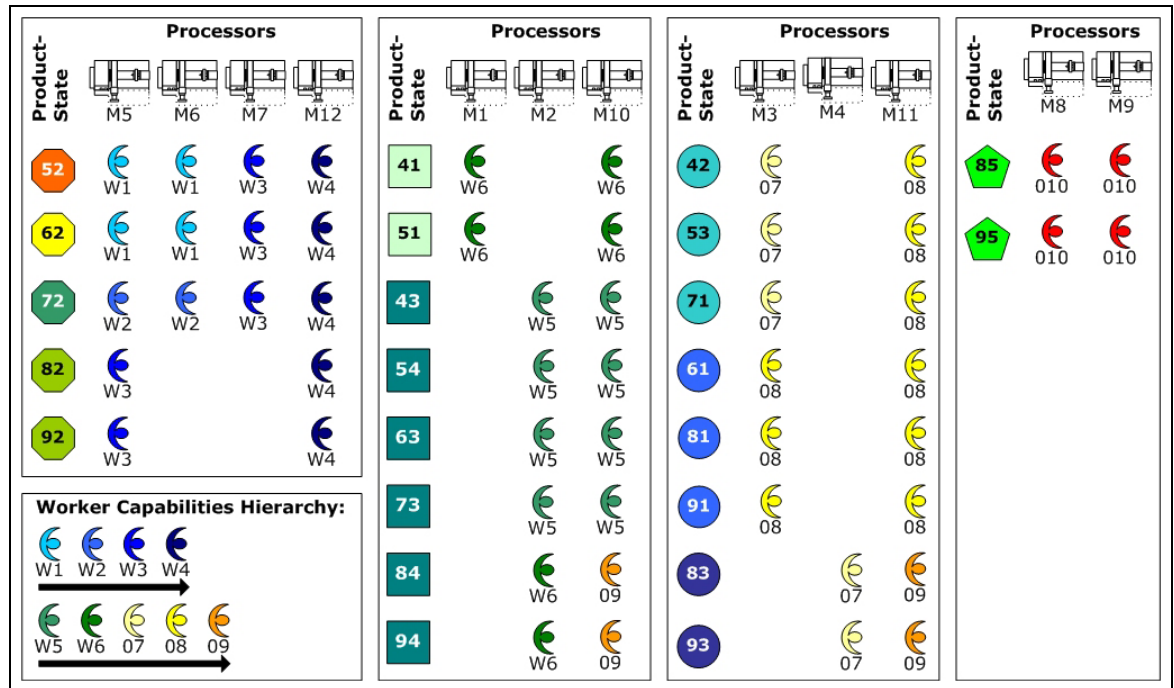 Product-
State
Processors
M5 M6 M7 M12
52 W1 W1 W3 W4
62 W1 W1 W3 W4
72 W2 W2 W3 W4
82 W3 W4
92 W3 W4
Worker Capabilities Hierarchy:
W1 W2 W3 W4
W5 W6 07 08 09
Product-
State
Processors
M1 M2 M10
41 W6 W6
51 W6 W6
43 W5 W5
54 W5 W5
63 W5 W5
73 W5 W5
84 W6 09
94 W6 09
Product-
State
Processors
M3 M4 M11
42 07 08
53 07 08
71 07 08
61 08 08
81 08 08
91 08 08
83 07 09
93 07 09
Product-
State
Processors
M8 M9
85 010 010
95 010 010